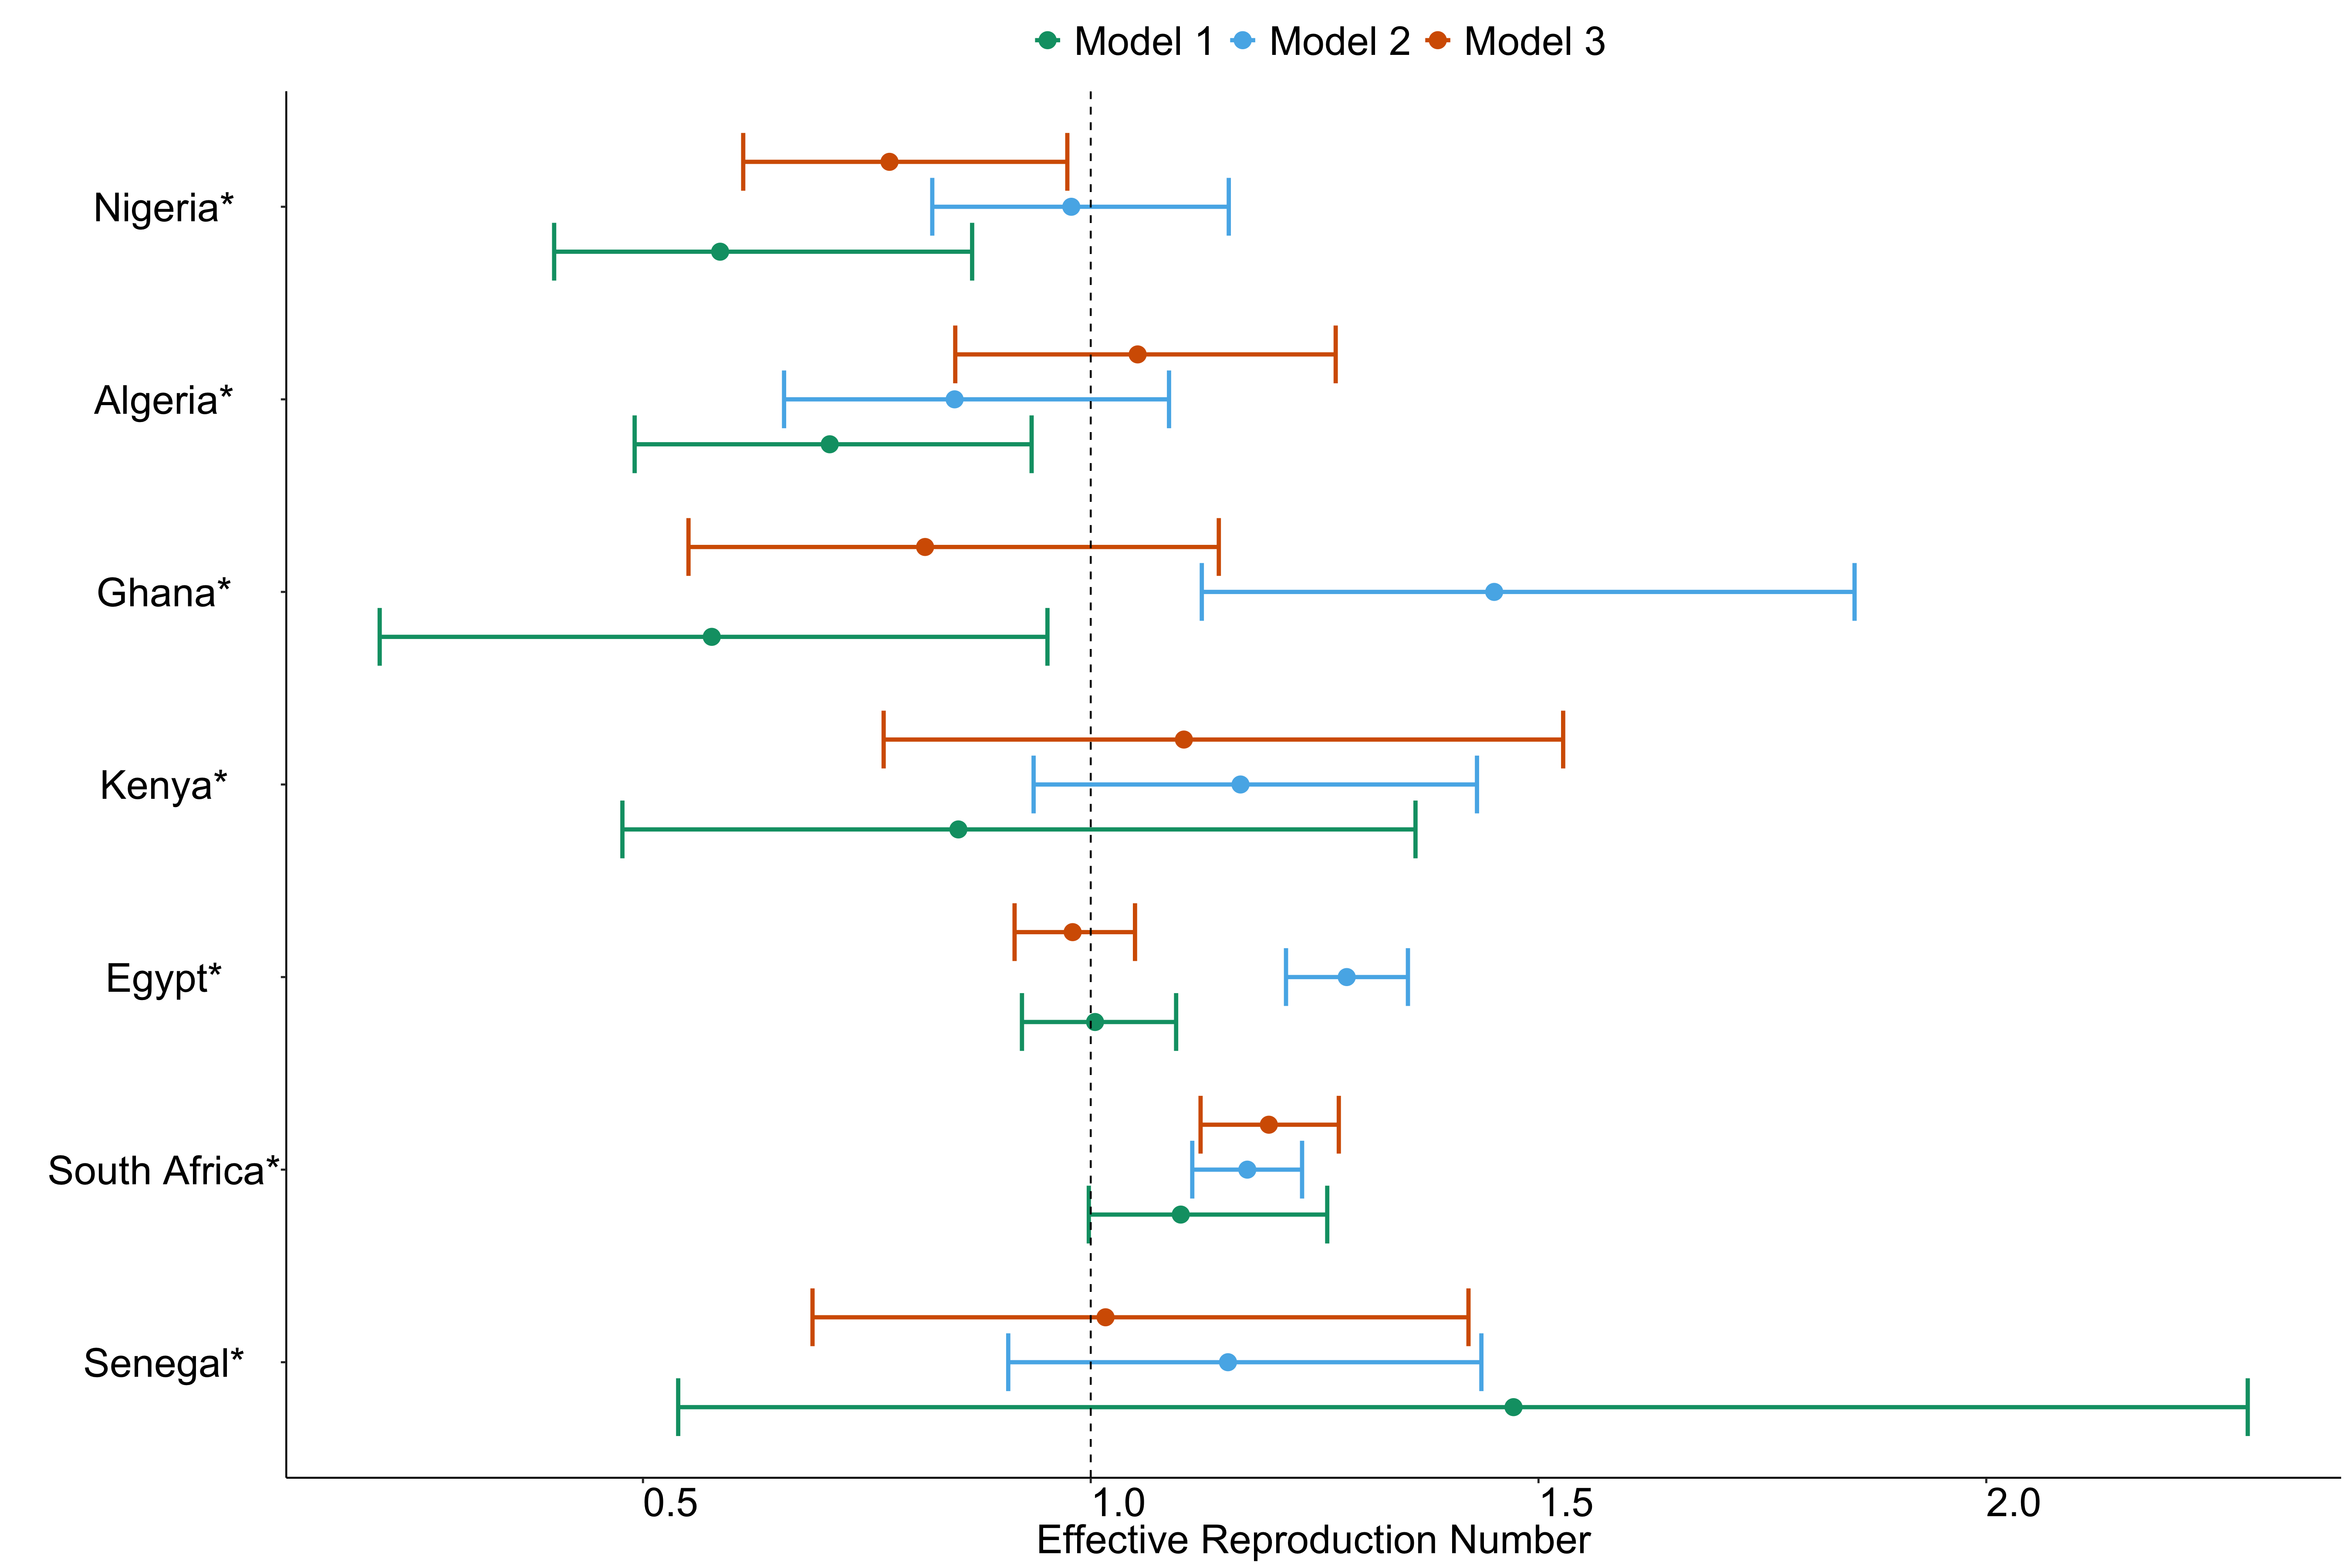 Model 1 Model 2 Model 3
Nigeria*
Algeria*
Ghana*
Kenya*
Egypt*
South Africa*
Senegal*
0.5 1.0 1.5 2.0
Effective Reproduction Number